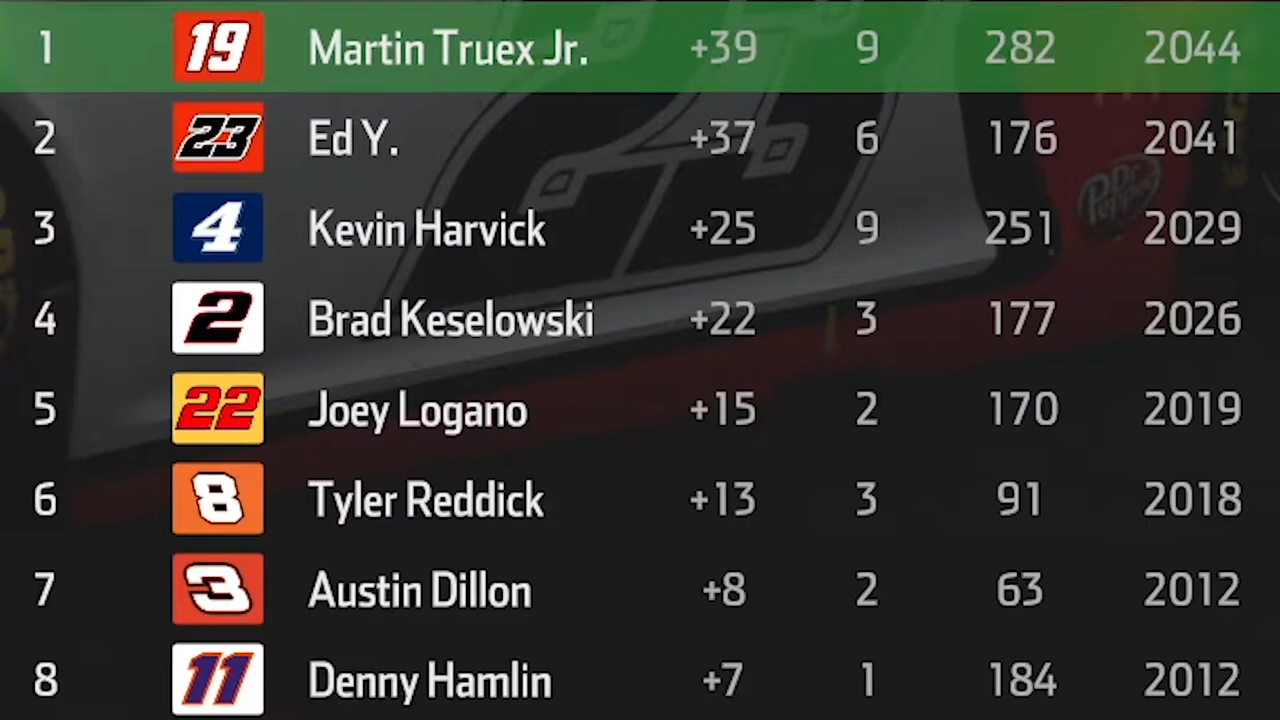 1 19 Martin Truex Jr. +39 9 282 2044
2 23 Ed Y. +37 6 176 2041
Dr Pepper
3 4 Kevin Harvick +25 9 251 2029
4 2 Brad Keselowski +22 3 177 2026
5 22 Joey Logano +15 2 170 2019
6 8 Tyler Reddick +13 3 91 2018
7 3 Austin Dillon +8 2 63 2012
8 11 Denny Hamlin +7 1 184 2012